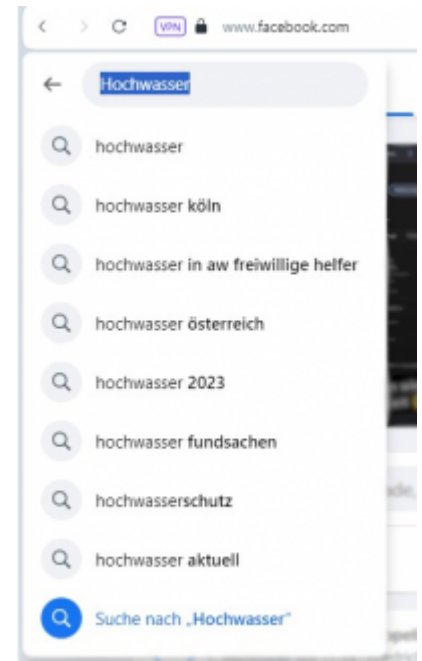 VPN www.facebook.com
Hochwasser
hochwasser
hochwasser köln
hochwasser in aw freiwillige helfer
hochwasser österreich
hochwasser 2023
hochwasser fundsachen
hochwasserschutz
hochwasser aktuell
Suche nach „Hochwasser“